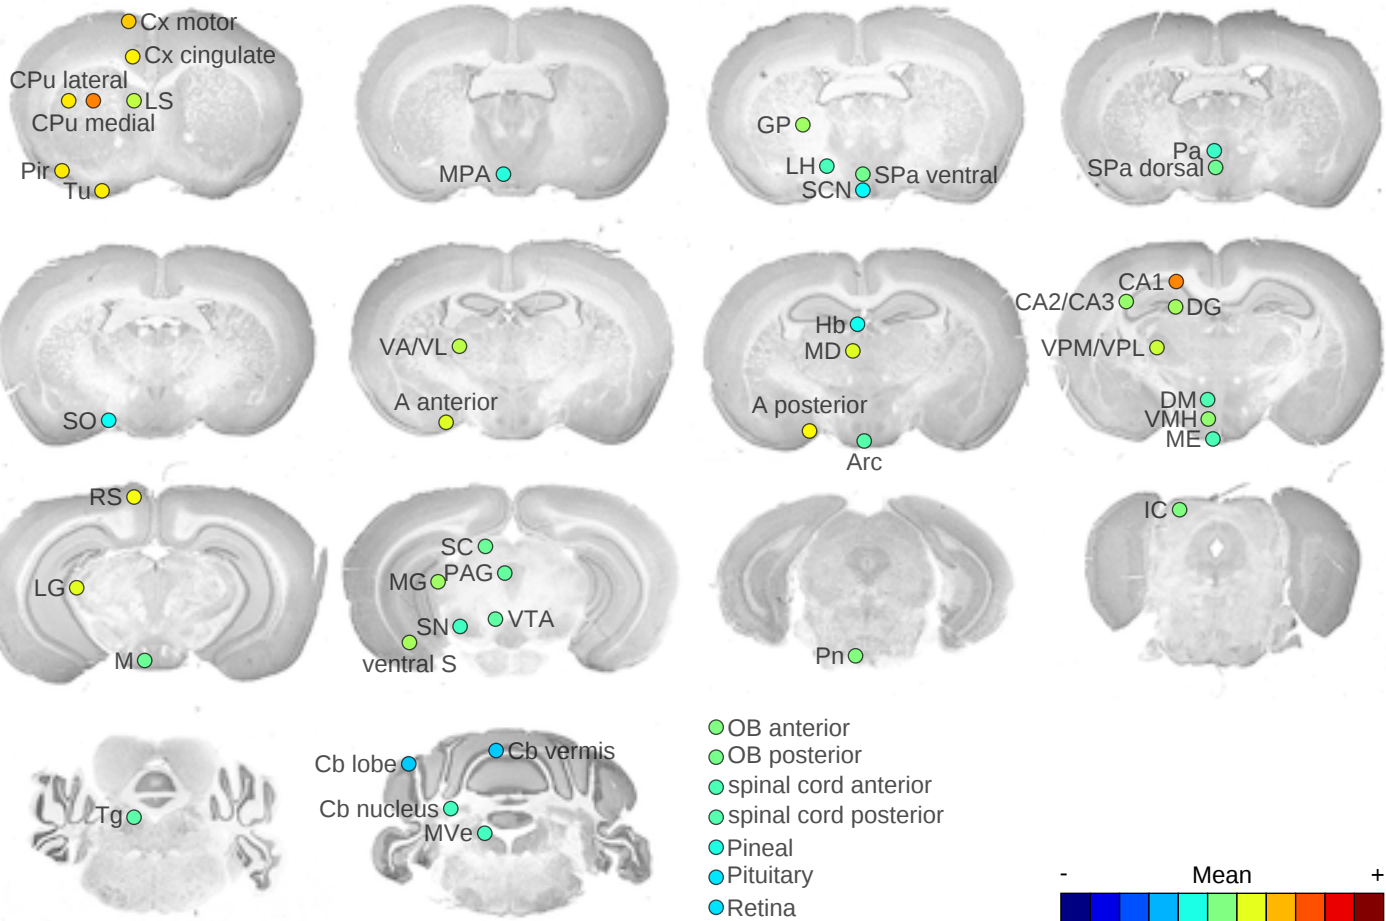 Cx motor
Cx cingulate
CPu lateral
LS
CPu medial
Pir
Tu
MPA
GP
LH
SPa ventral
SCN
Pa
SPa dorsal
SO
VA/VL
A anterior
Hb
MD
A posterior
Arc
CA1
CA2/CA3
DG
VPM/VPL
DM
VMH
ME
RS
LG
M
SC
PAG
MG
SN
VTA
ventral S
Pn
IC
Tg
Cb lobe
Cb vermis
Cb nucleus
MVe
OB anterior
OB posterior
spinal cord anterior
spinal cord posterior
Pineal
Pituitary
Retina
- Mean +